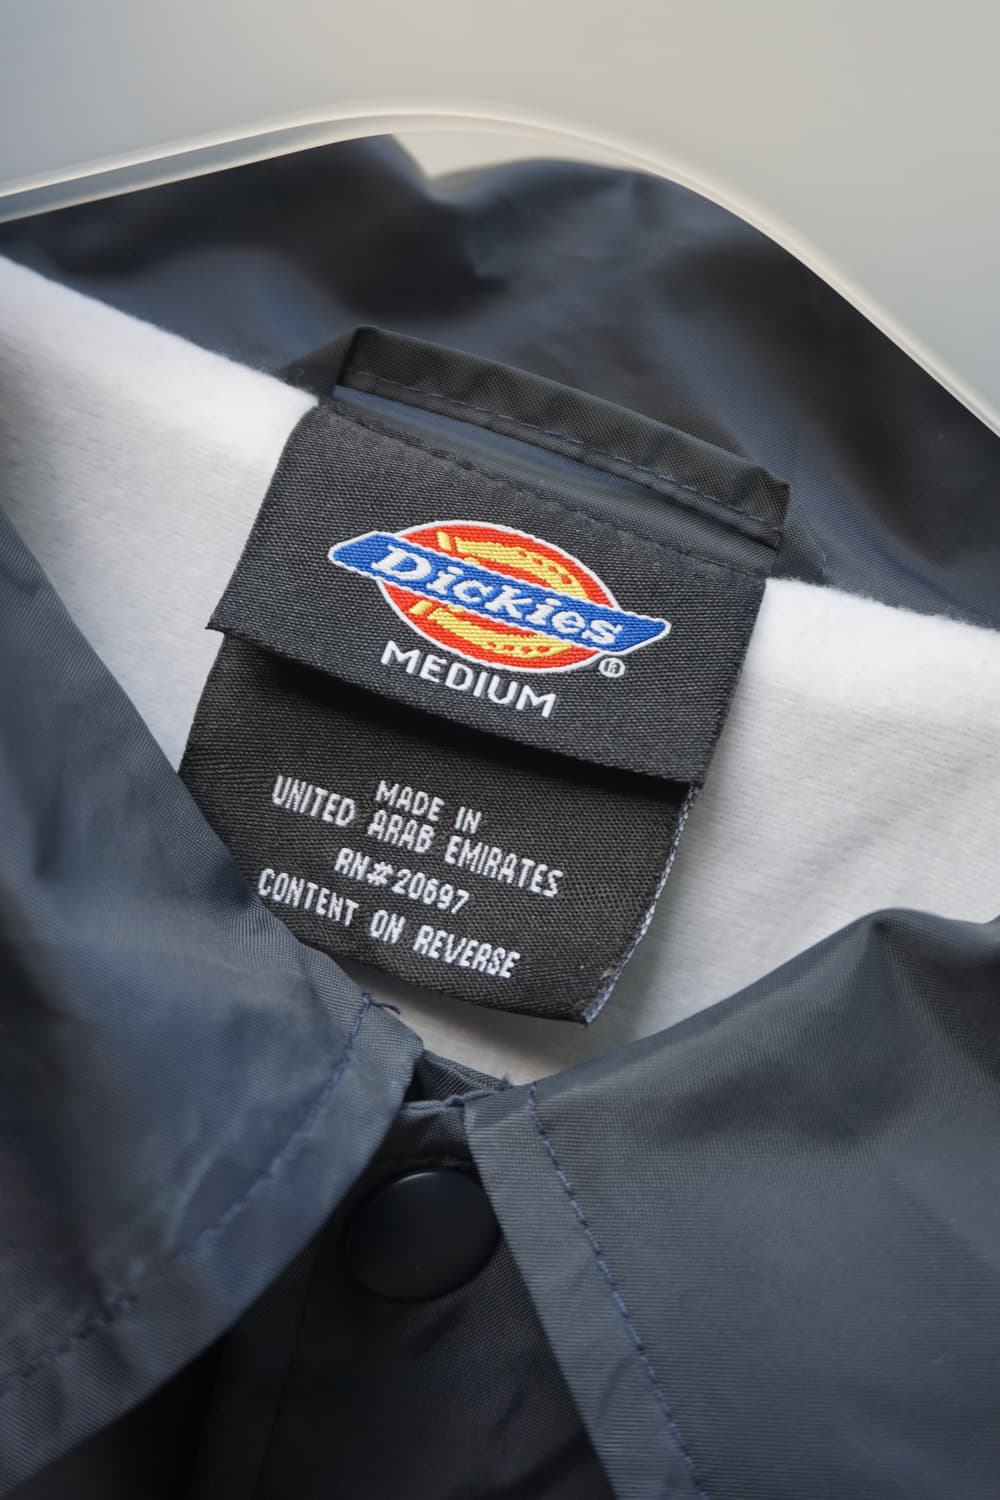 Dickies®
MEDIUM
MADE IN
UNITED ARAB EMIRATES
RN#20697
CONTENT ON REVERSE